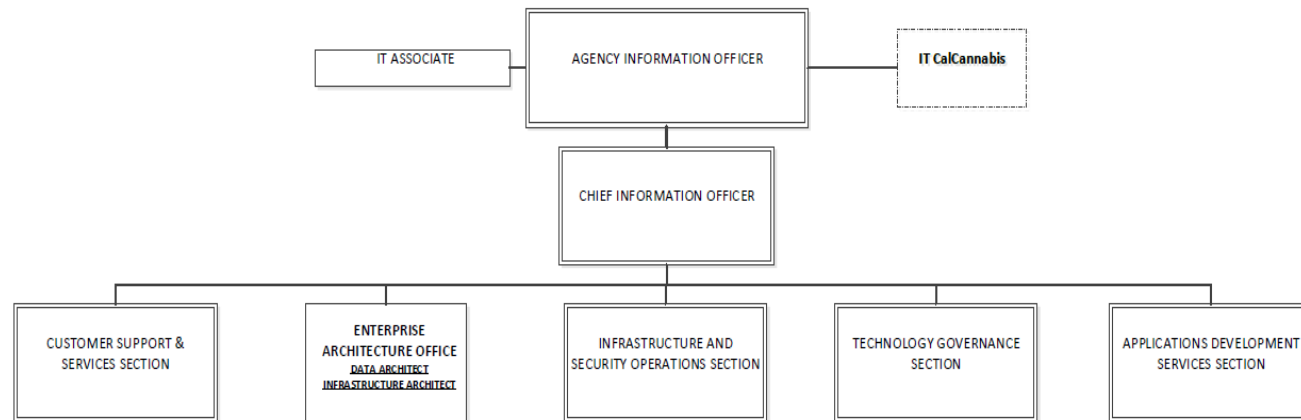 IT ASSOCIATE
AGENCY INFORMATION OFFICER
IT CalCannabis
CHIEF INFORMATION OFFICER
CUSTOMER SUPPORT &
SERVICES SECTION
ENTERPRISE
ARCHITECTURE OFFICE
DATA ARCHITECT
INFRASTRUCTURE ARCHITECT
INFRASTRUCTURE AND
SECURITY OPERATIONS SECTION
TECHNOLOGY GOVERNANCE
SECTION
APPLICATIONS DEVELOPMENT
SERVICES SECTION